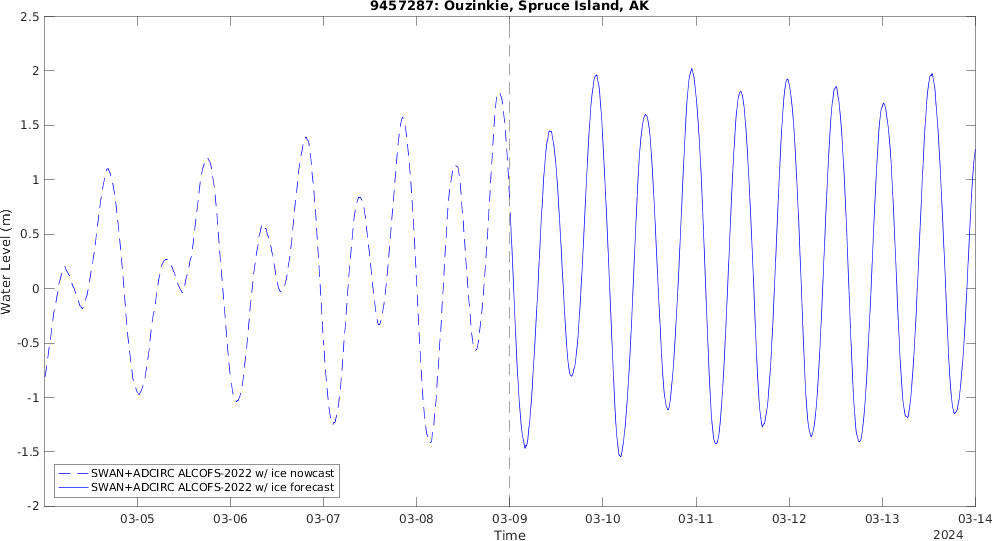 9457287: Ouzinkie, Spruce Island, AK
2.5
2
1.5
1
0.5
0
-0.5
-1
-1.5
-2
Water Level (m)
SWAN+ADCIRC ALCOFS-2022 w/ ice nowcast
SWAN+ADCIRC ALCOFS-2022 w/ ice forecast
03-05 03-06 03-07 03-08 03-09 03-10 03-11 03-12 03-13 03-14
Time
2024